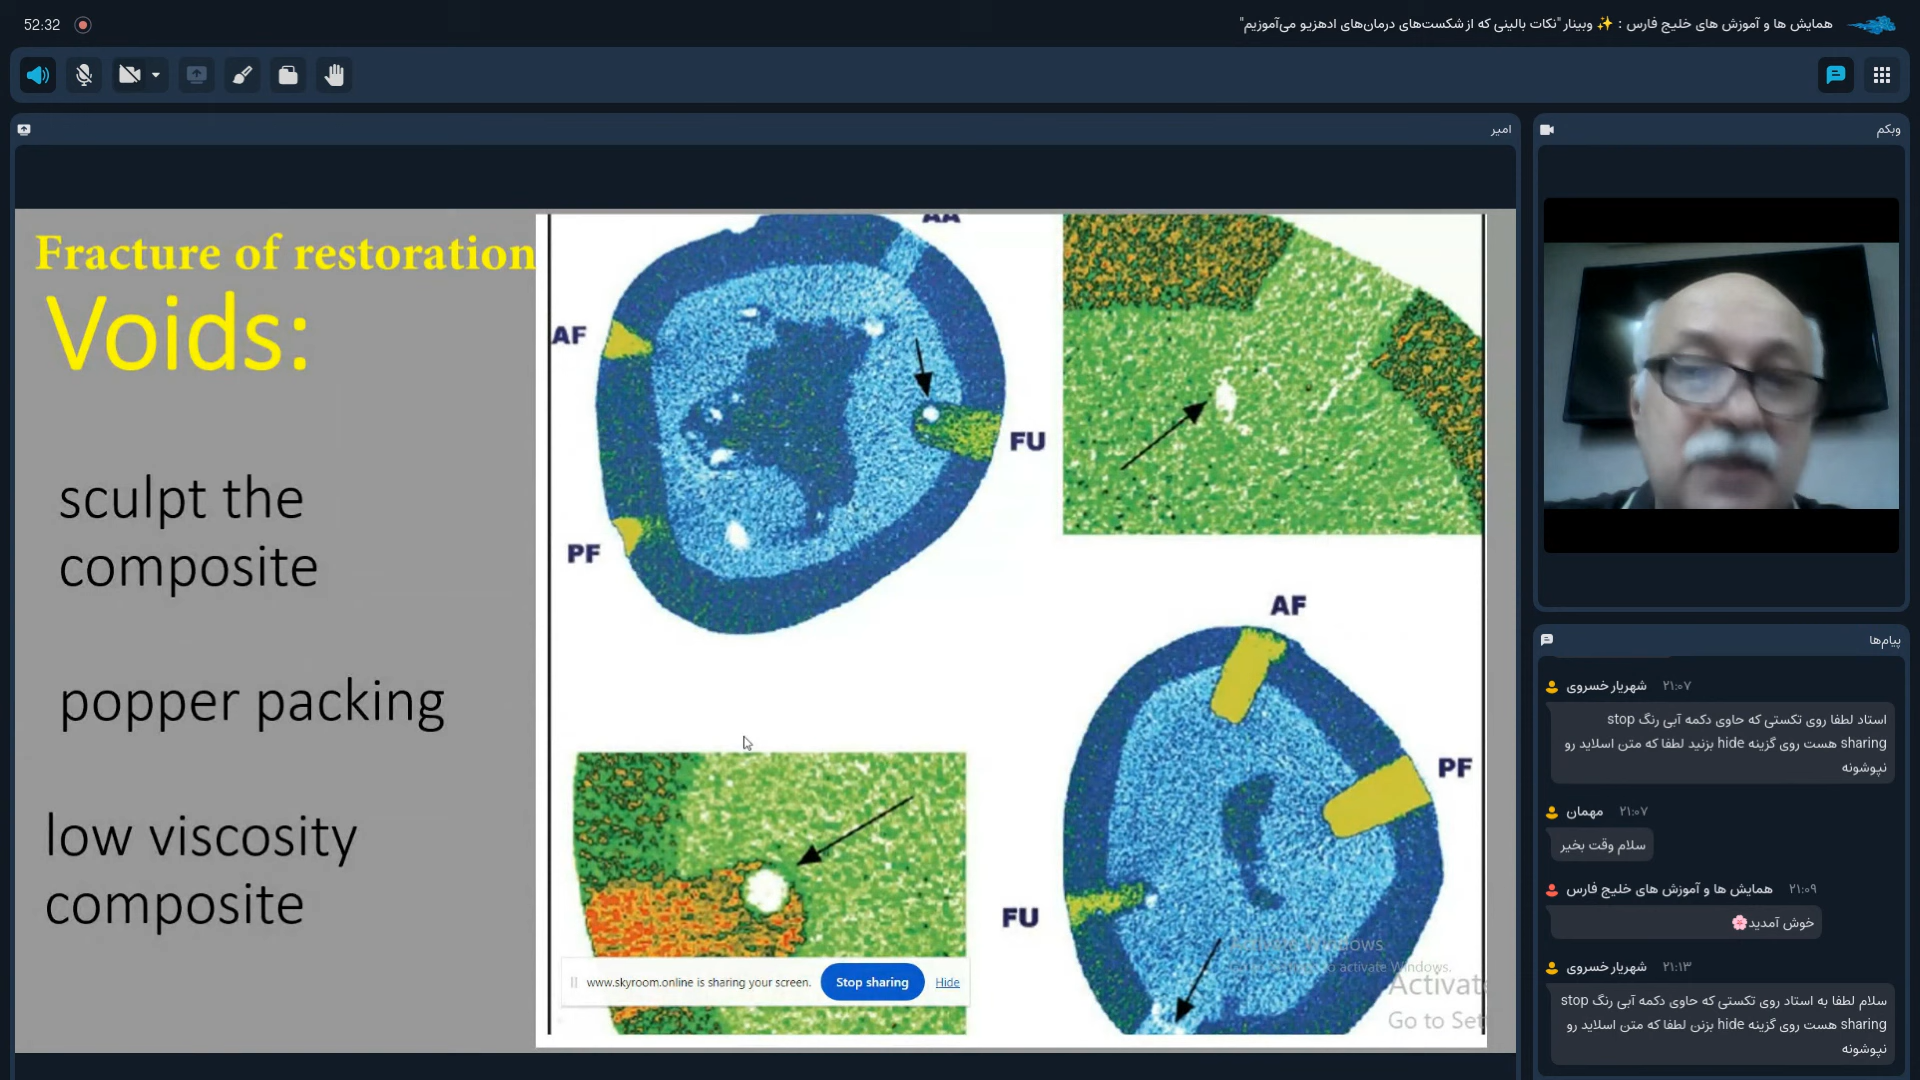 52:32
همایش ها و آموزش های خلیج فارس : ✨ وبینار "نکات بالینی که از شکست‌های درمان‌های ادهزیو می‌آموزیم"
امیر
Fracture of restoration
Voids:
sculpt the
composite
popper packing
low viscosity
composite
AA
AF
FU
PF
AF
PF
FU
www.skyroom.online is sharing your screen.
Stop sharing
Hide
Activate Windows
to activate Windows.
Activat
Go to Set
وبکم
پیام‌ها
شهریار خسروی ۲۱:۰۷
استاد لطفا روی تکستی که حاوی دکمه آبی رنگ stop
sharing هست روی گزینه hide بزنید لطفا که متن اسلاید رو
نپوشونه
مهمان ۲۱:۰۷
سلام وقت بخیر
همایش ها و آموزش های خلیج فارس ۲۱:۰۹
خوش آمدید🌸
شهریار خسروی ۲۱:۱۳
سلام لطفا به استاد روی تکستی که حاوی دکمه آبی رنگ stop
sharing هست روی گزینه hide بزنن لطفا که متن اسلاید رو
نپوشونه